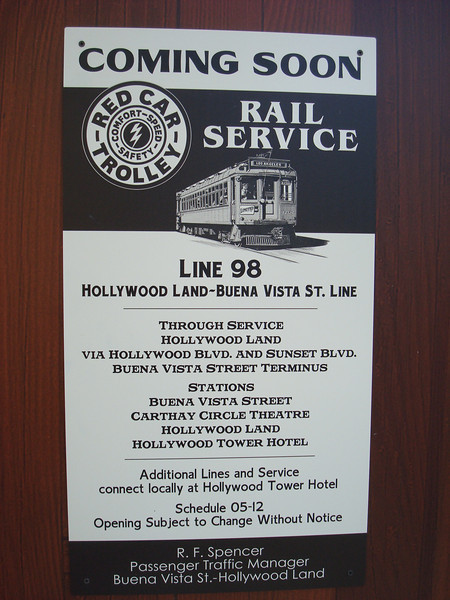 COMING SOON
RED CAR TROLLEY
COMFORT-SPEED-SAFETY
RAIL
SERVICE
LOS ANGELES
LINE 98
HOLLYWOOD LAND~BUENA VISTA ST. LINE
THROUGH SERVICE
HOLLYWOOD LAND
VIA HOLLYWOOD BLVD. AND SUNSET BLVD.
BUENA VISTA STREET TERMINUS
STATIONS
BUENA VISTA STREET
CARTHAY CIRCLE THEATRE
HOLLYWOOD LAND
HOLLYWOOD TOWER HOTEL
Additional Lines and Service
connect locally at Hollywood Tower Hotel
Schedule 05-12
Opening Subject to Change Without Notice
R. F. Spencer
Passenger Traffic Manager
Buena Vista St.-Hollywood Land